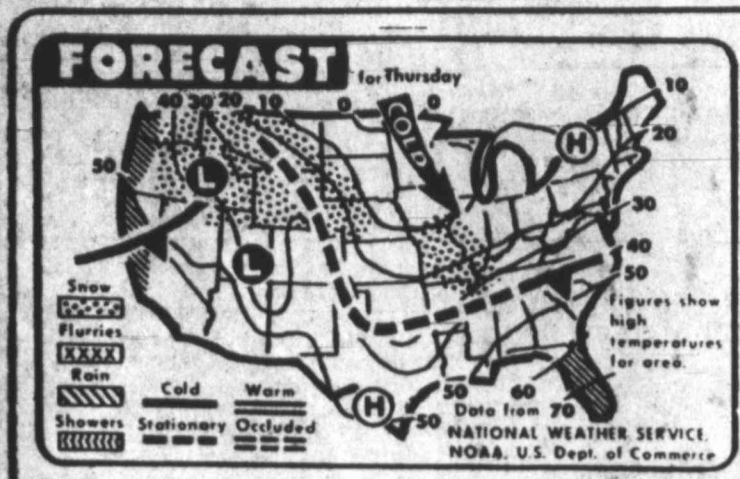 FORECAST
for Thursday
40 30 20 10 0 0 10
COLD
H
20
50
L
30
L
40
50
Snow
Figures show
Flurries
high
temperatures
Rain
for area.
Cold Warm
H
50 60
50
Data from 70
Showers Stationary Occluded
NATIONAL WEATHER SERVICE,
NOAA, U.S. Dept. of Commerce